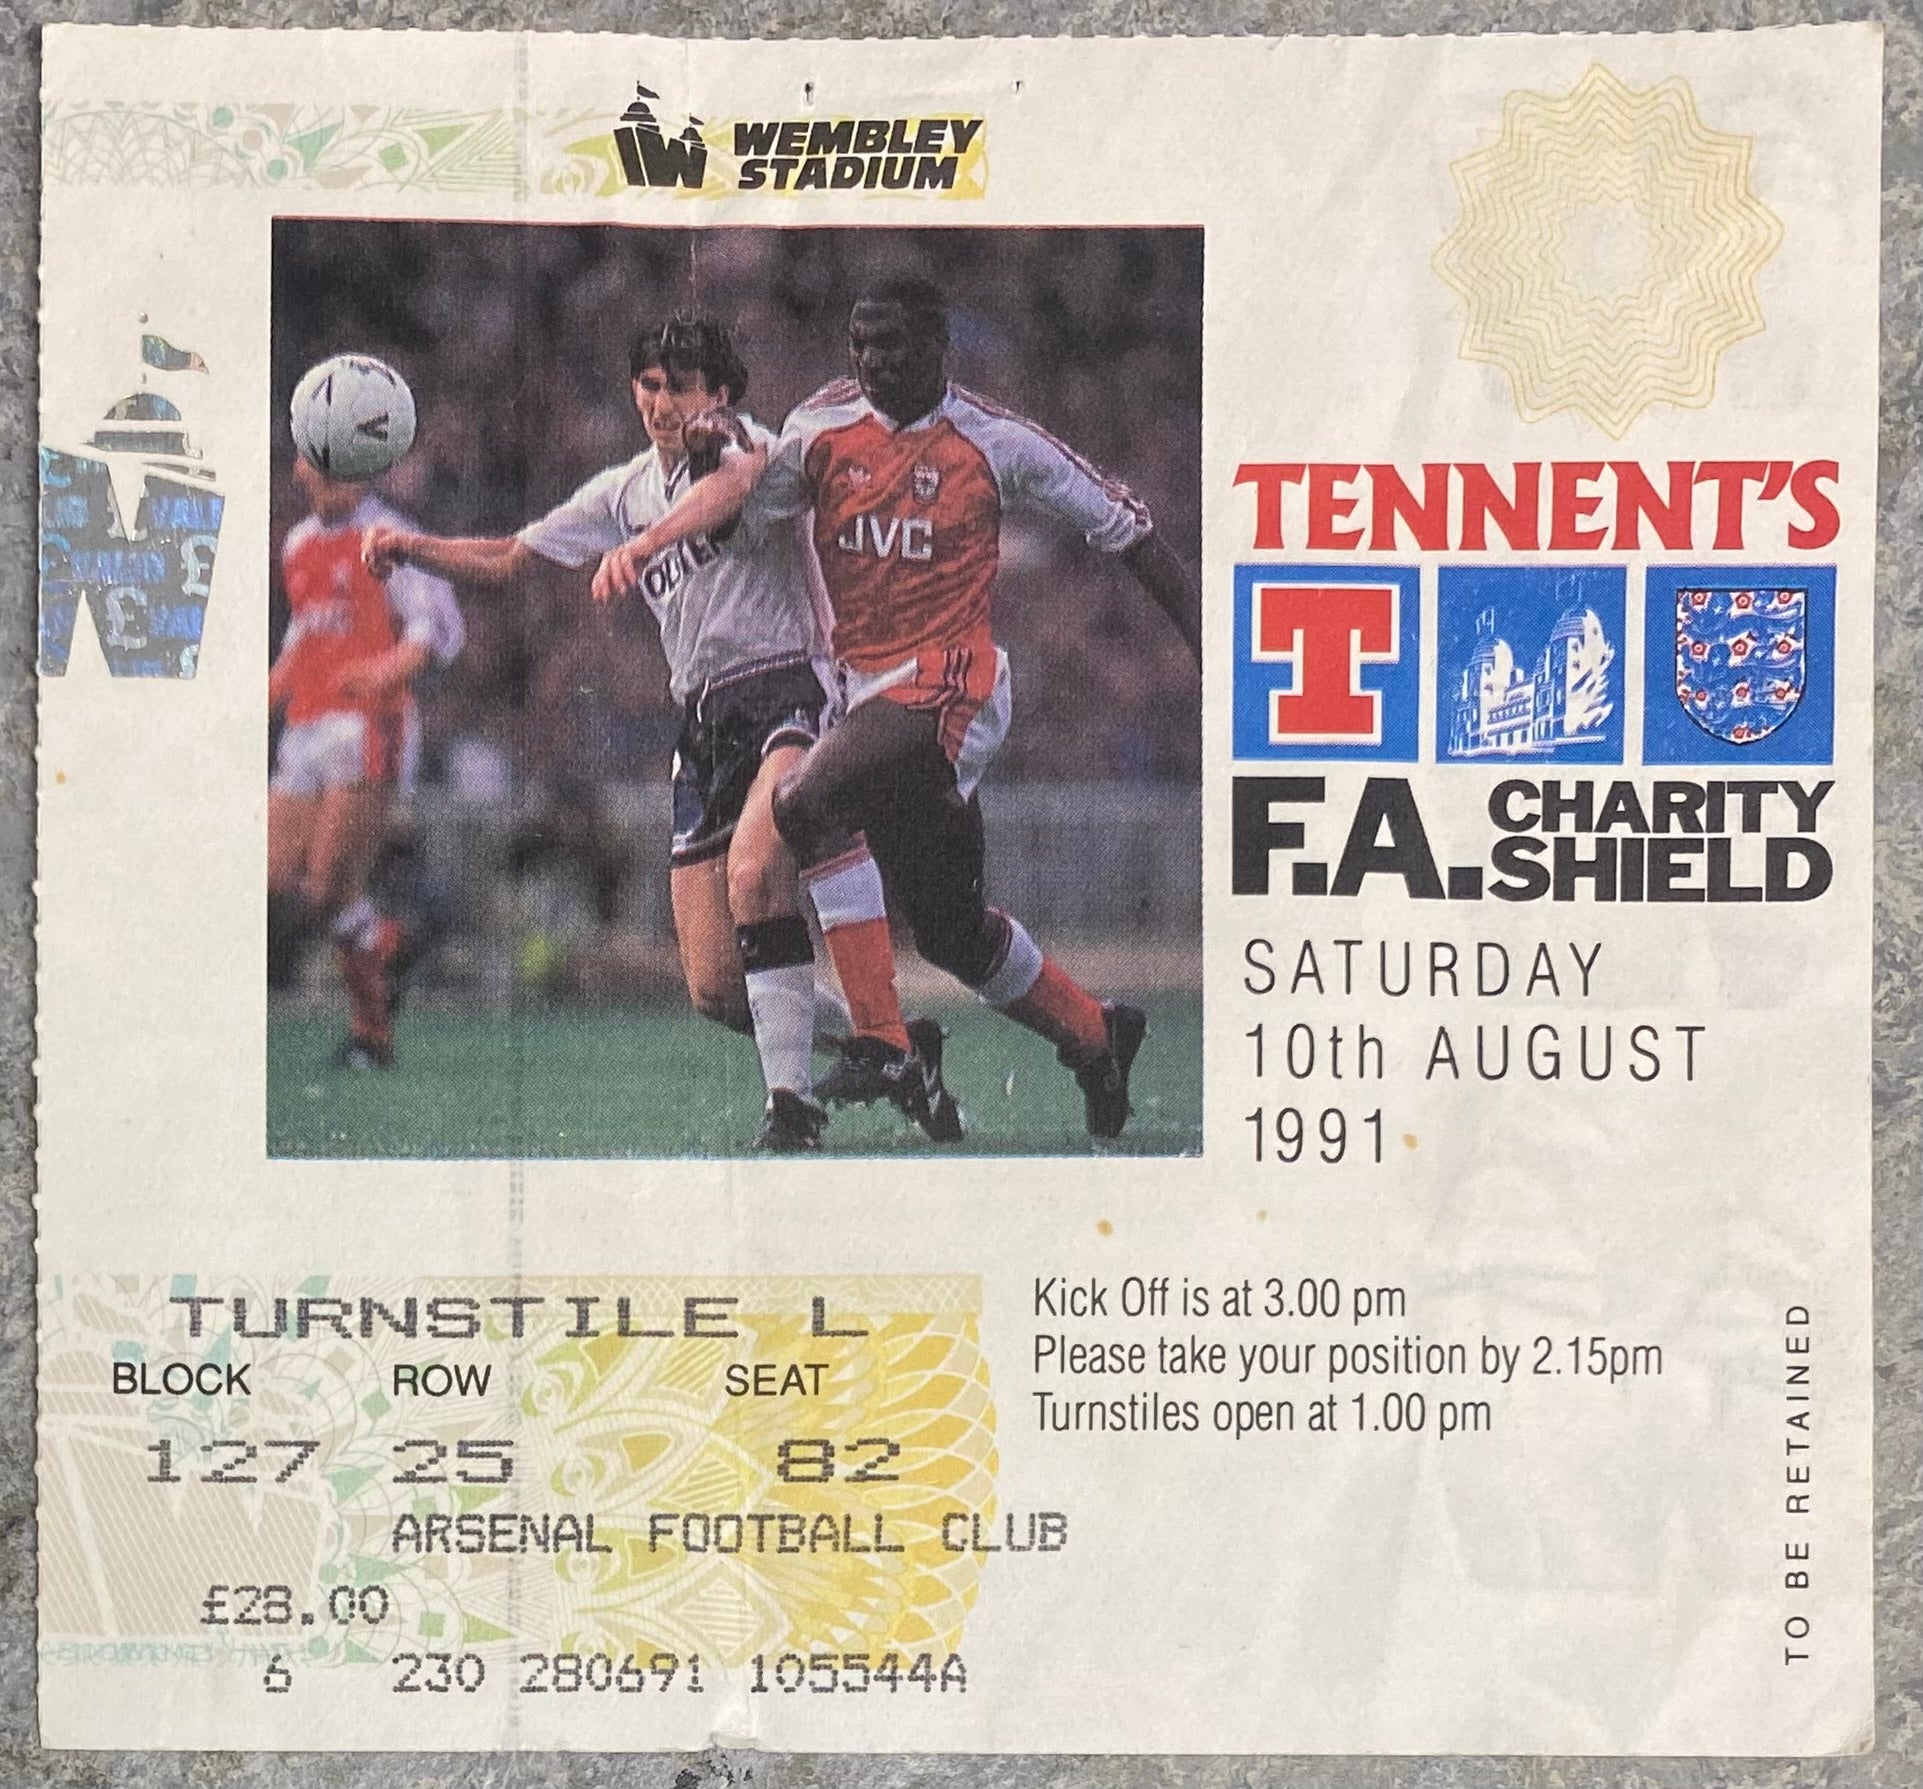 WEMBLEY
STADIUM
JVC
TENNENT'S
T
F.A. CHARITY
SHIELD
SATURDAY
10th AUGUST
1991
TURNSTILE L
BLOCK ROW SEAT
127 25 82
ARSENAL FOOTBALL CLUB
£28.00
6 230 280691 105544A
Kick Off is at 3.00 pm
Please take your position by 2.15pm
Turnstiles open at 1.00 pm
TO BE RETAINED